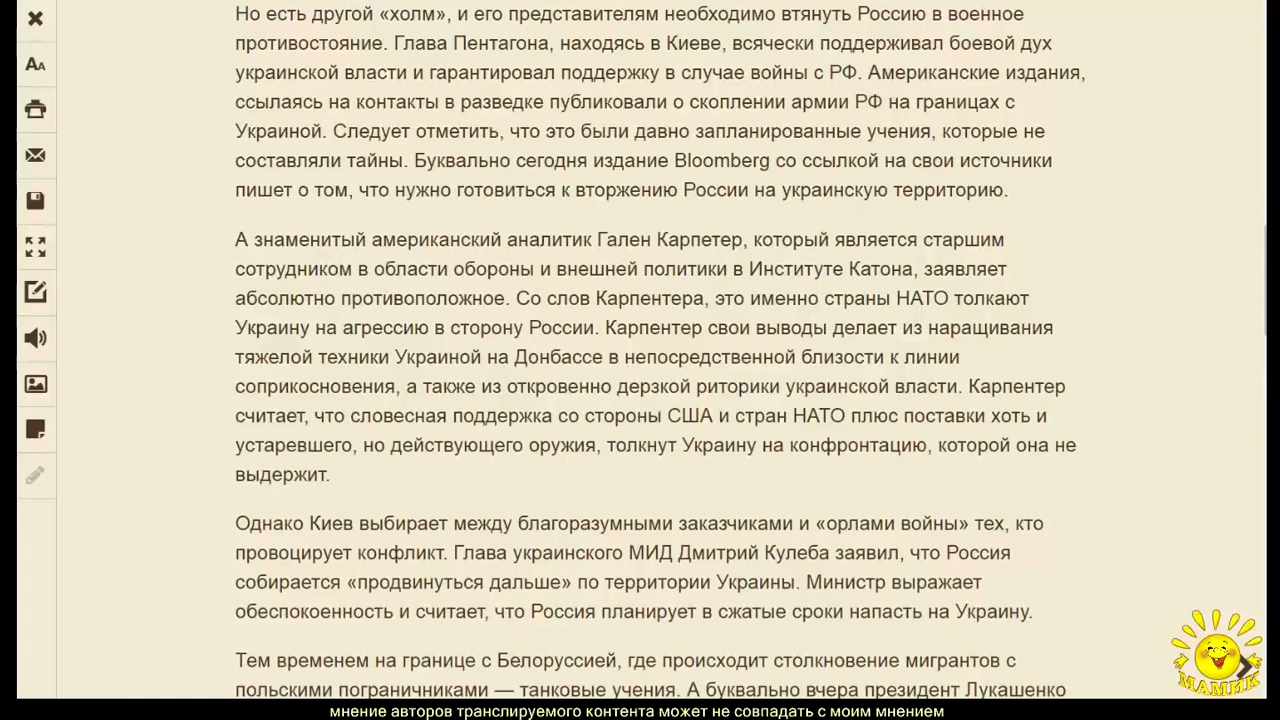 Но есть другой «холм», и его представителям необходимо втянуть Россию в военное
противостояние. Глава Пентагона, находясь в Киеве, всячески поддерживал боевой дух
украинской власти и гарантировал поддержку в случае войны с РФ. Американские издания,
ссылаясь на контакты в разведке публиковали о скоплении армии РФ на границах с
Украиной. Следует отметить, что это были давно запланированные учения, которые не
составляли тайны. Буквально сегодня издание Bloomberg со ссылкой на свои источники
пишет о том, что нужно готовиться к вторжению России на украинскую территорию.
А знаменитый американский аналитик Гален Карпетер, который является старшим
сотрудником в области обороны и внешней политики в Институте Катона, заявляет
абсолютно противоположное. Со слов Карпентера, это именно страны НАТО толкают
Украину на агрессию в сторону России. Карпентер свои выводы делает из наращивания
тяжелой техники Украиной на Донбассе в непосредственной близости к линии
соприкосновения, а также из откровенно дерзкой риторики украинской власти. Карпентер
считает, что словесная поддержка со стороны США и стран НАТО плюс поставки хоть и
устаревшего, но действующего оружия, толкнут Украину на конфронтацию, которой она не
выдержит.
Однако Киев выбирает между благоразумными заказчиками и «орлами войны» тех, кто
провоцирует конфликт. Глава украинского МИД Дмитрий Кулеба заявил, что Россия
собирается «продвинуться дальше» по территории Украины. Министр выражает
обеспокоенность и считает, что Россия планирует в сжатые сроки напасть на Украину.
Тем временем на границе с Белоруссией, где происходит столкновение мигрантов с
польскими пограничниками — танковые учения. А буквально вчера президент Лукашенко
МАМИК
мнение авторов транслируемого контента может не совпадать с моим мнением